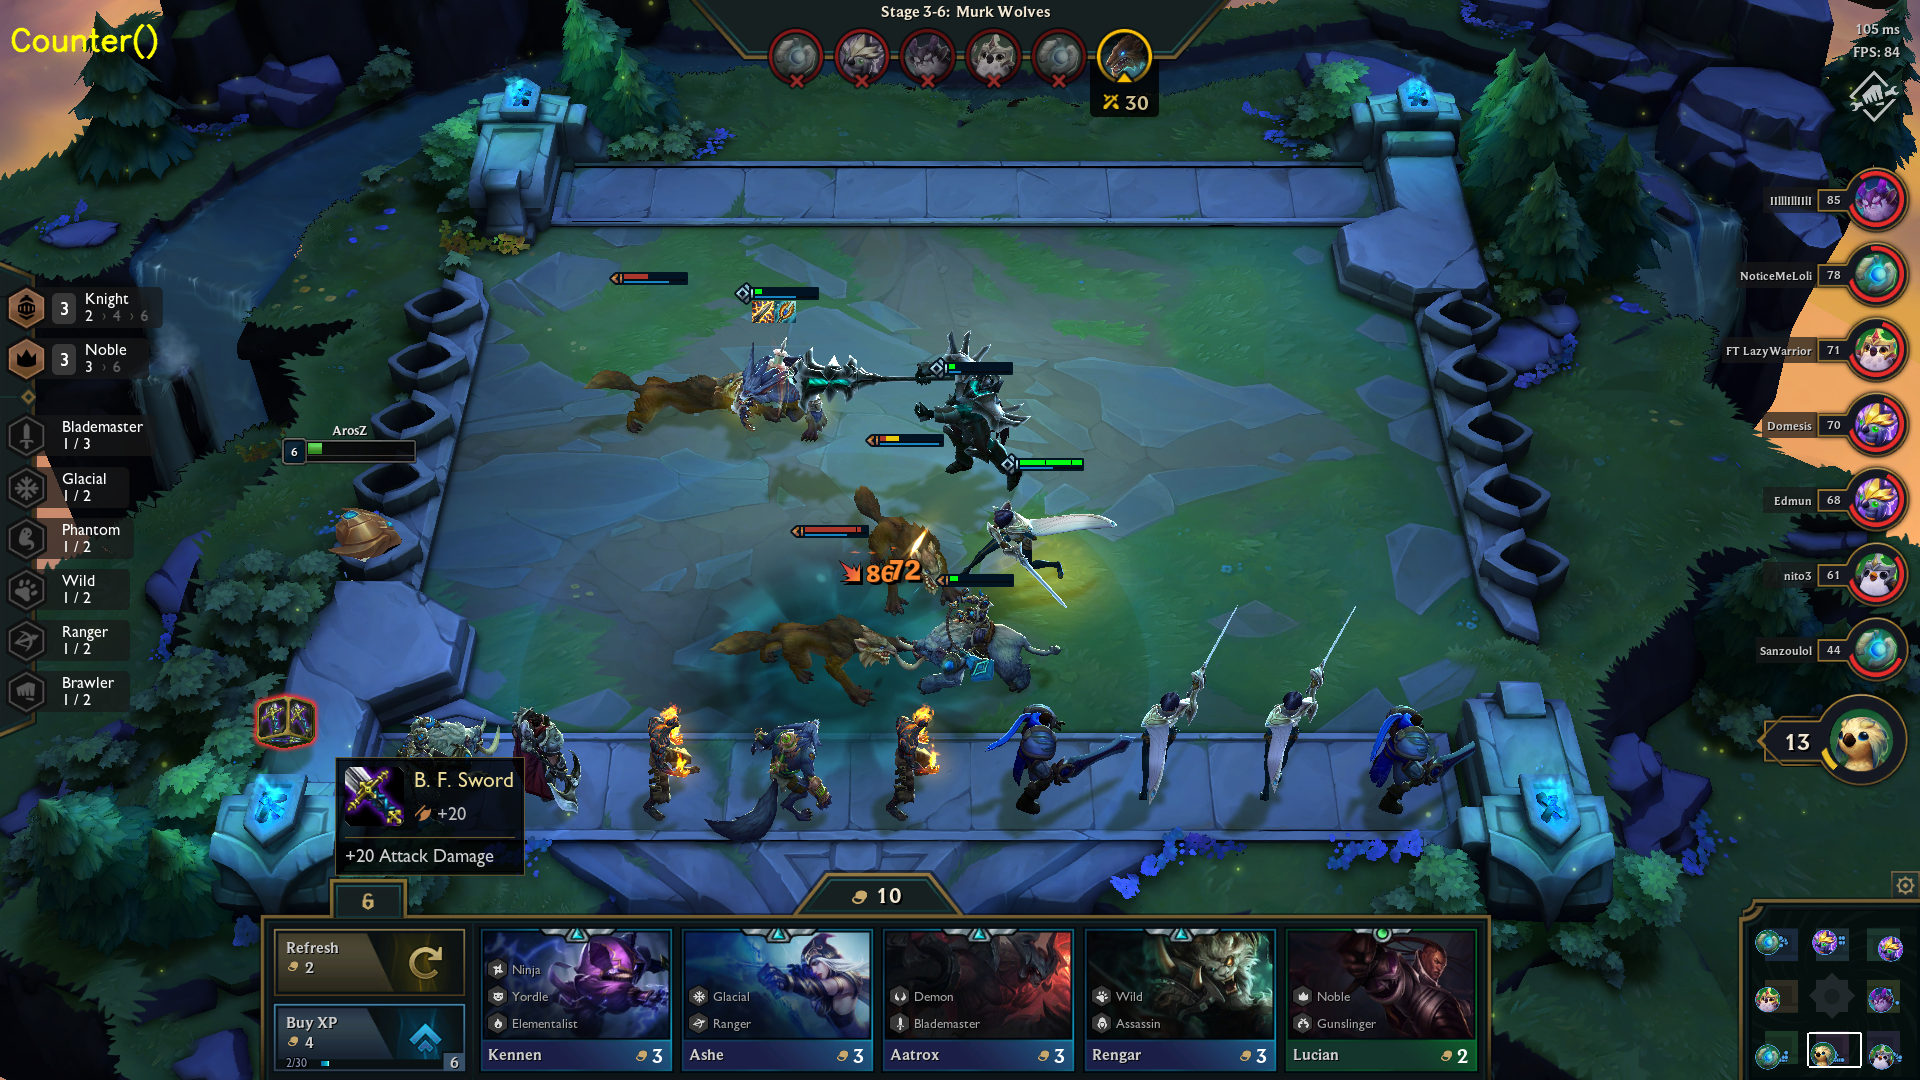 Counter()
Stage 3-6: Murk Wolves
30
105 ms
FPS: 84
85
NoticeMeLoli 78
FT LazyWarrior 71
Domesis 70
Edmun 68
nito3 61
Sanzoulol 44
13
3 Knight
2 › 4 › 6
3 Noble
3 › 6
Blademaster
1 / 3
Glacial
1 / 2
Phantom
1 / 2
Wild
1 / 2
Ranger
1 / 2
Brawler
1 / 2
ArosZ
6
86
72
B. F. Sword
+20
+20 Attack Damage
6
10
Refresh
2
Buy XP
4
2/30
6
Ninja
Yordle
Elementalist
Kennen 3
Glacial
Ranger
Ashe 3
Demon
Blademaster
Aatrox 3
Wild
Assassin
Rengar 3
Noble
Gunslinger
Lucian 2